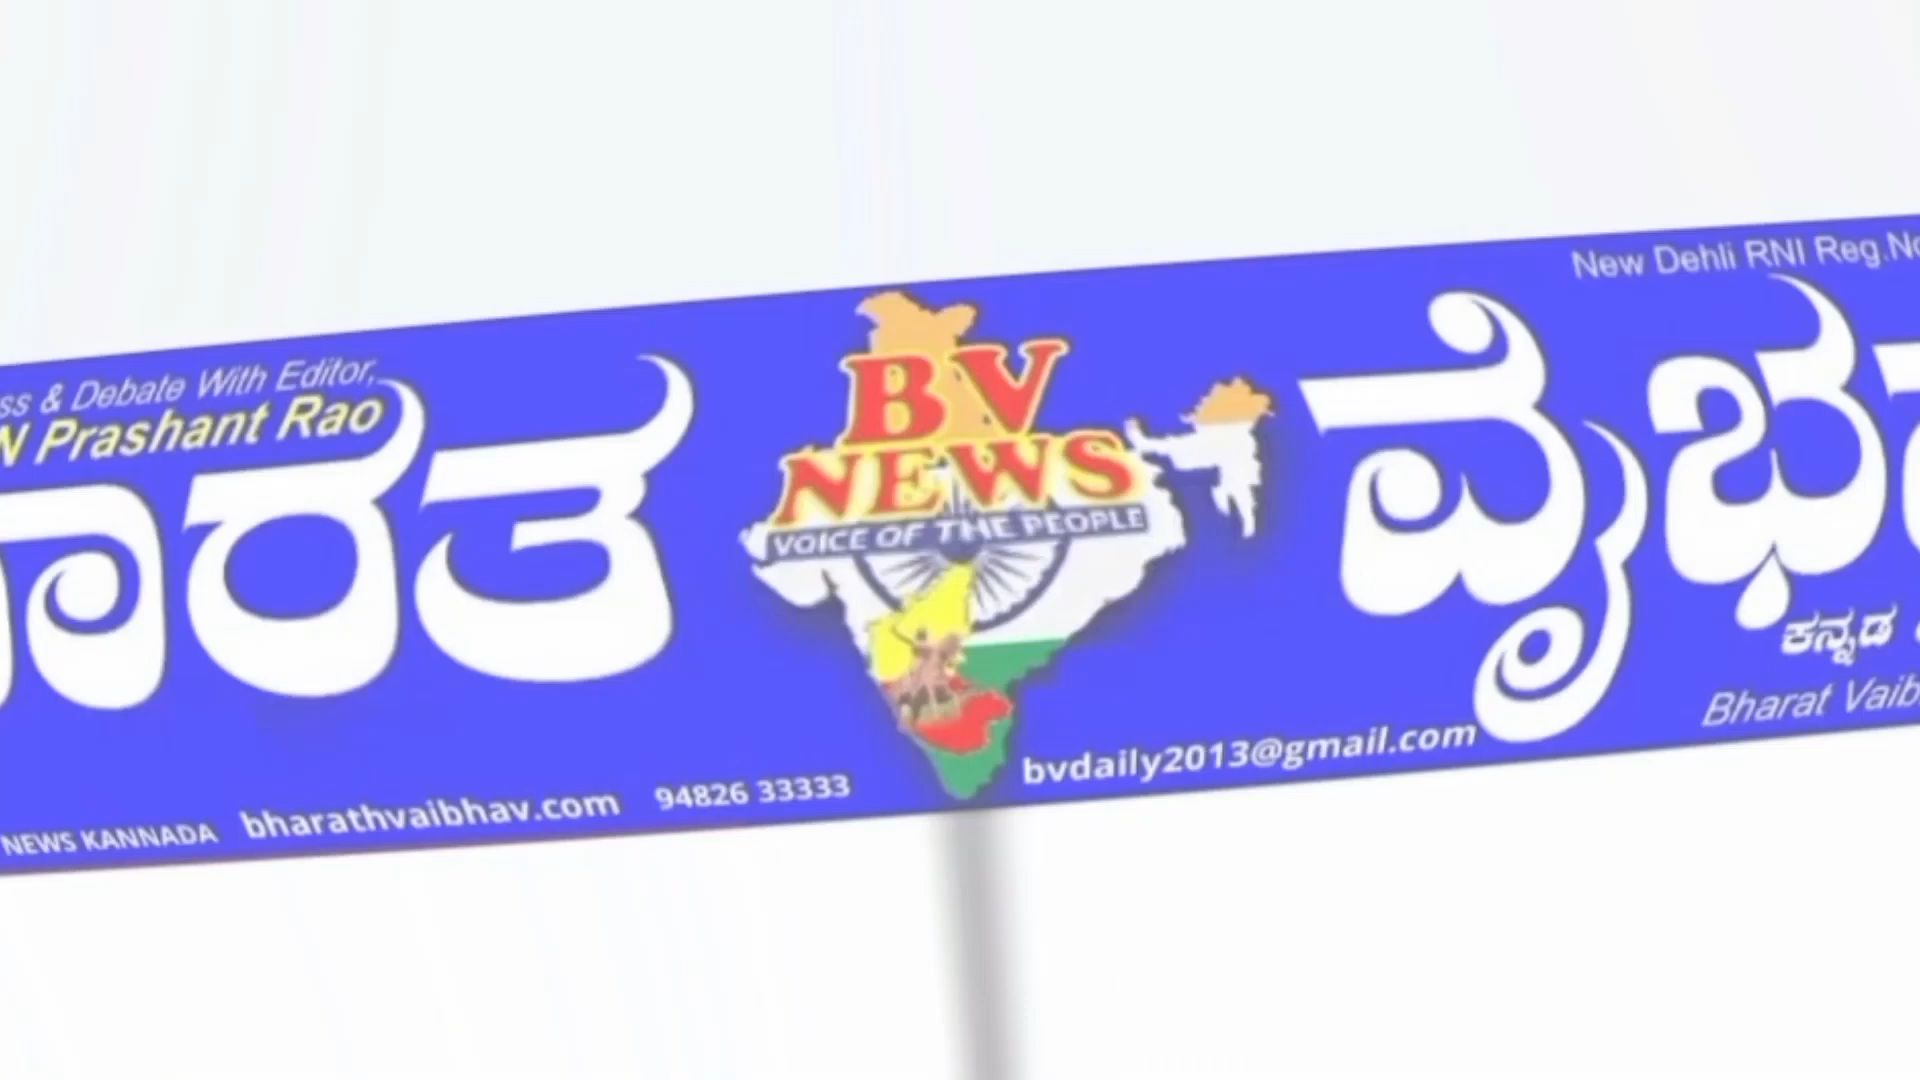 ss & Debate With Editor,
N Prashant Rao
ಾರತ
BV
NEWS
VOICE OF THE PEOPLE
New Dehli RNI Reg.No
ವೈಭ
ಕನ್ನಡ
Bharat Vaib
NEWS KANNADA bharathvaibhav.com 94826 33333 bvdaily2013@gmail.com